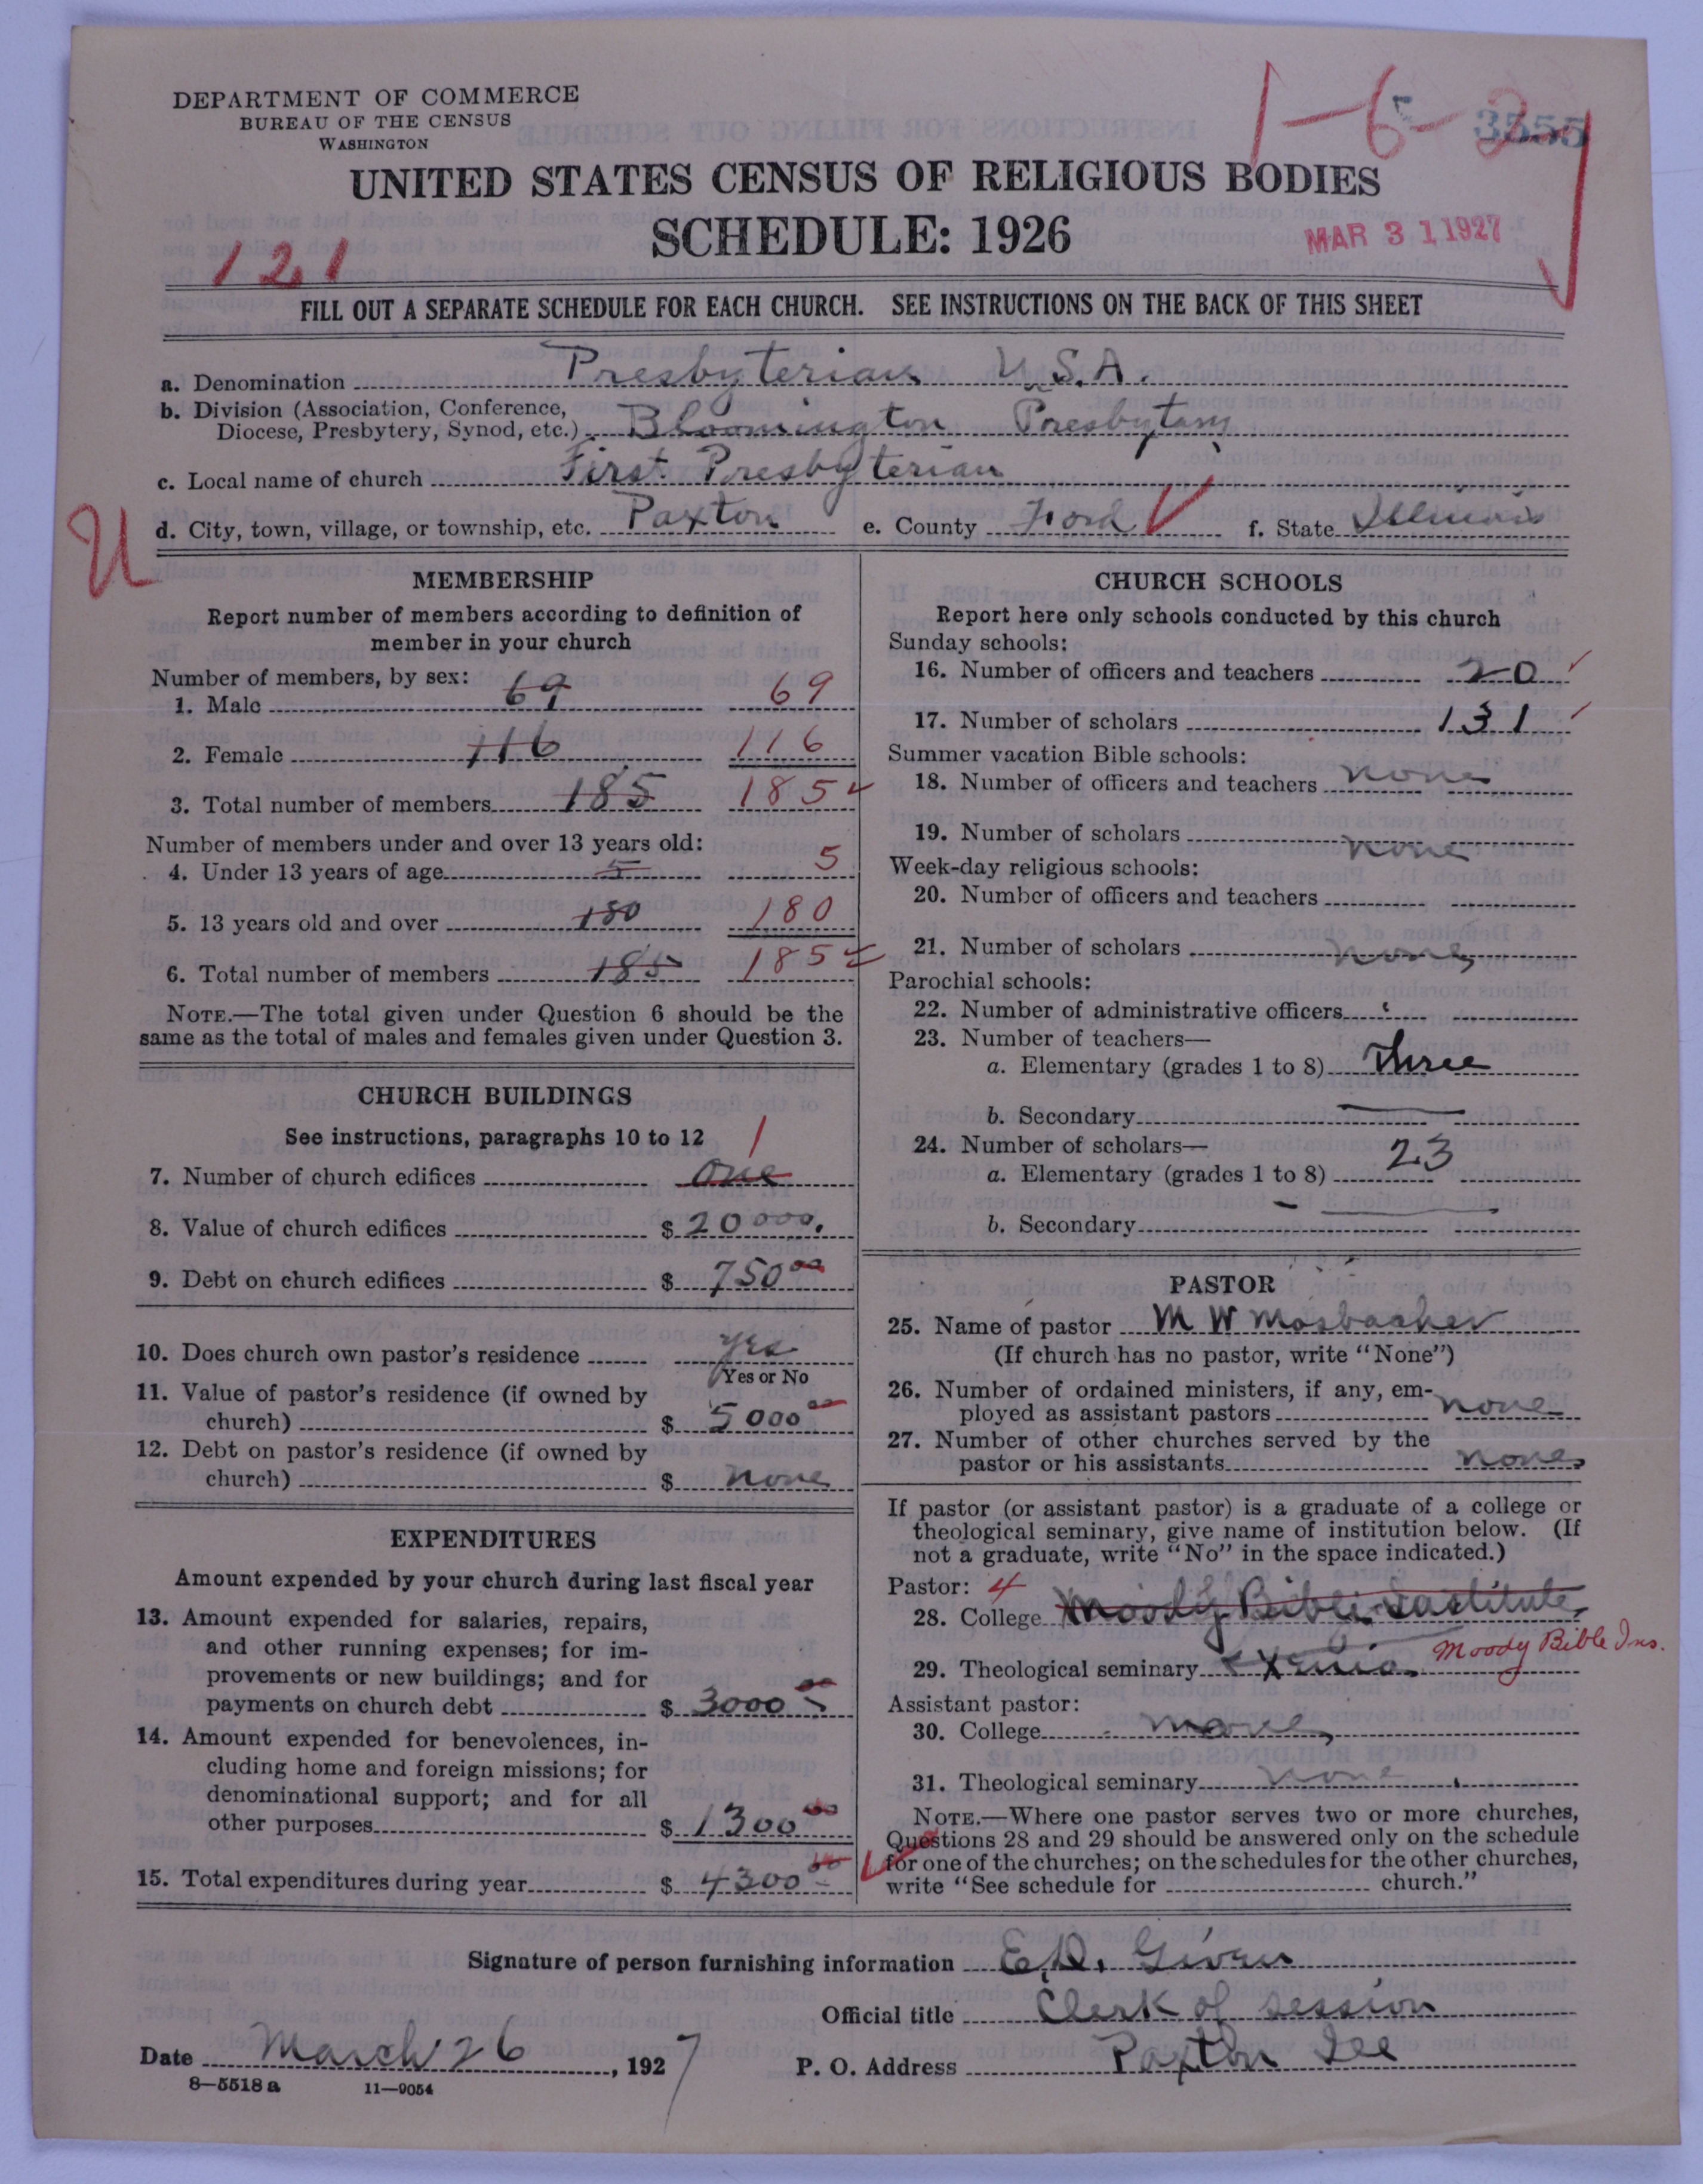 DEPARTMENT OF COMMERCE
BUREAU OF THE CENSUS
WASHINGTON
1-6-
3555
UNITED STATES CENSUS OF RELIGIOUS BODIES
SCHEDULE: 1926
MAR 31 1927
121
FILL OUT A SEPARATE SCHEDULE FOR EACH CHURCH. SEE INSTRUCTIONS ON THE BACK OF THIS SHEET
a. Denomination Presbyterian U.S.A.
b. Division (Association, Conference,
Diocese, Presbytery, Synod, etc.) Bloomington Presbytary
c. Local name of church First Presbyterian
U
d. City, town, village, or township, etc. Paxton e. County Ford f. State Illinois
MEMBERSHIP
Report number of members according to definition of
member in your church
Number of members, by sex:
1. Male 69 69
2. Female 116 116
3. Total number of members 185 185
Number of members under and over 13 years old:
4. Under 13 years of age 5 5
5. 13 years old and over 180 180
6. Total number of members 185 185
NOTE.—The total given under Question 6 should be the
same as the total of males and females given under Question 3.
CHURCH BUILDINGS
See instructions, paragraphs 10 to 12
7. Number of church edifices One 1
8. Value of church edifices $ 20000.
9. Debt on church edifices $ 750 00
10. Does church own pastor's residence yes
Yes or No
11. Value of pastor's residence (if owned by
church) $ 5000 00
12. Debt on pastor's residence (if owned by
church) $ none
EXPENDITURES
Amount expended by your church during last fiscal year
13. Amount expended for salaries, repairs,
and other running expenses; for im-
provements or new buildings; and for
payments on church debt $ 3000 00
14. Amount expended for benevolences, in-
cluding home and foreign missions; for
denominational support; and for all
other purposes $ 1300 00
15. Total expenditures during year $ 4300 00
CHURCH SCHOOLS
Report here only schools conducted by this church
Sunday schools:
16. Number of officers and teachers 20
17. Number of scholars 131
Summer vacation Bible schools:
18. Number of officers and teachers none
19. Number of scholars none
Week-day religious schools:
20. Number of officers and teachers
21. Number of scholars none
Parochial schools:
22. Number of administrative officers
23. Number of teachers—
a. Elementary (grades 1 to 8) Three
b. Secondary
24. Number of scholars—
a. Elementary (grades 1 to 8) 23
b. Secondary
PASTOR
25. Name of pastor M W Mosbacher
(If church has no pastor, write "None")
26. Number of ordained ministers, if any, em-
ployed as assistant pastors none
27. Number of other churches served by the
pastor or his assistants none
If pastor (or assistant pastor) is a graduate of a college or
theological seminary, give name of institution below. (If
not a graduate, write "No" in the space indicated.)
Pastor: 4
28. College Moody Bible Institute
29. Theological seminary Xenia Moody Bible Ins.
Assistant pastor:
30. College none
31. Theological seminary none
NOTE.—Where one pastor serves two or more churches,
Questions 28 and 29 should be answered only on the schedule
for one of the churches; on the schedules for the other churches,
write "See schedule for church."
Signature of person furnishing information E.D. Given
Official title Clerk of session
Date March 26, 1927 P. O. Address Paxton Ill
8—5518 a 11—9054